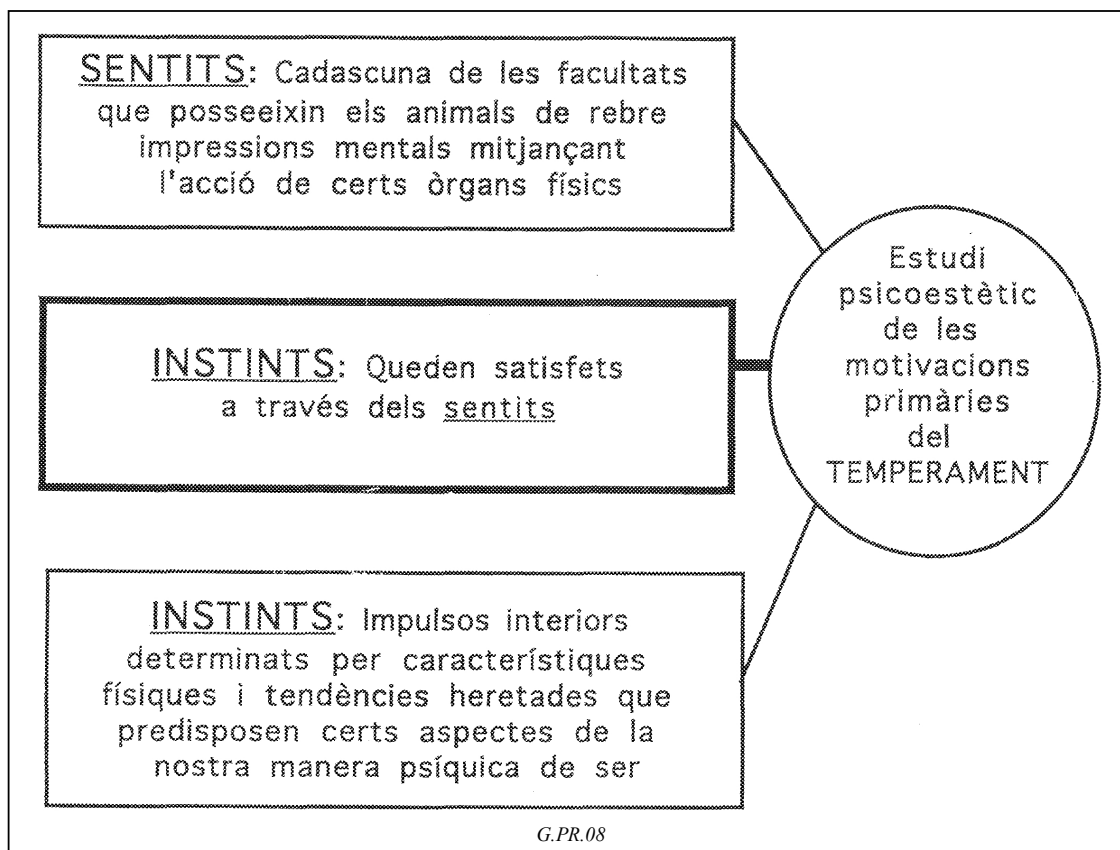 SENTITS: Cadascuna de les facultats
que posseeixin els animals de rebre
impressions mentals mitjançant
l'acció de certs òrgans físics
INSTINTS: Queden satisfets
a través dels sentits
INSTINTS: Impulsos interiors
determinats per característiques
físiques i tendències heretades que
predisposen certs aspectes de la
nostra manera psíquica de ser
Estudi
psicoestètic
de les
motivacions
primàries
del
TEMPERAMENT
G.PR.08